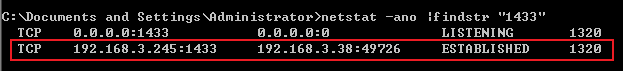 C:\Documents and Settings\Administrator>netstat -ano |findstr "1433"
TCP 0.0.0.0:1433 0.0.0.0:0 LISTENING 1320
TCP 192.168.3.245:1433 192.168.3.38:49726 ESTABLISHED 1320